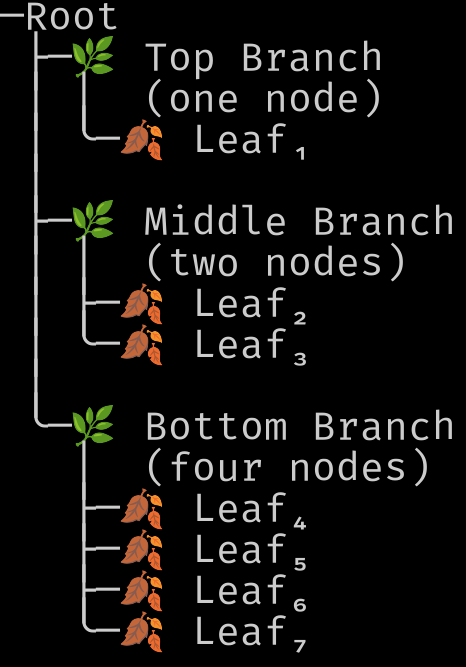 Root
🌿 Top Branch
(one node)
🍂 Leaf₁
🌿 Middle Branch
(two nodes)
🍂 Leaf₂
🍂 Leaf₃
🌿 Bottom Branch
(four nodes)
🍂 Leaf₄
🍂 Leaf₅
🍂 Leaf₆
🍂 Leaf₇